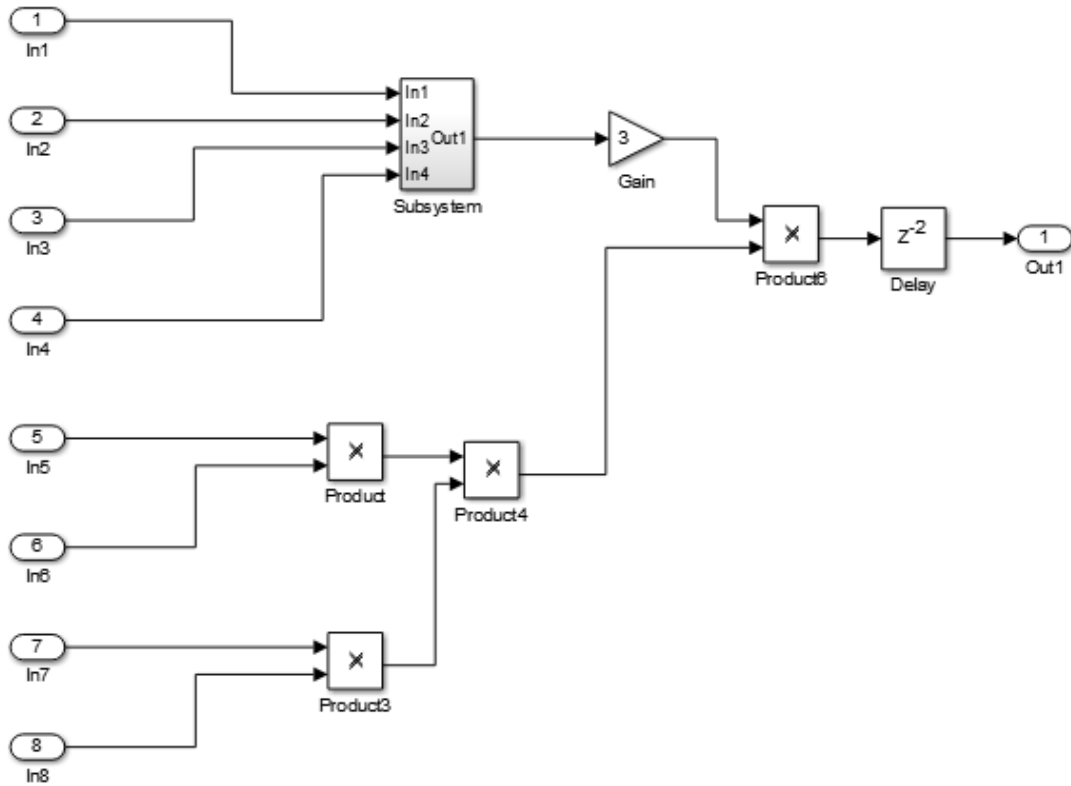 1
In1
2
In2
3
In3
4
In4
In1
In2
In3
In4
Out1
Subsystem
3
Gain
×
Product6
Z-2
Delay
1
Out1
5
In5
6
In6
×
Product
×
Product4
7
In7
8
In8
×
Product3